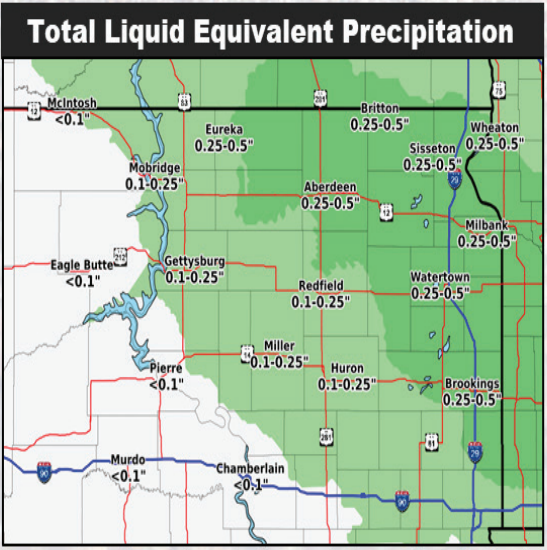 Total Liquid Equivalent Precipitation
McIntosh
<0.1"
12
83
281
75
Britton
0.25-0.5"
Eureka
0.25-0.5"
Wheaton
0.25-0.5"
Sisseton
0.25-0.5"
29
Mobridge
0.1-0.25"
Aberdeen
0.25-0.5"
12
Milbank
0.25-0.5"
212
Eagle Butte
<0.1"
Gettysburg
0.1-0.25"
Redfield
0.1-0.25"
Watertown
0.25-0.5"
14
Miller
0.1-0.25"
Pierre
<0.1"
Huron
0.1-0.25"
Brookings
0.25-0.5"
281
81
29
Murdo
<0.1"
90
Chamberlain
<0.1"
90